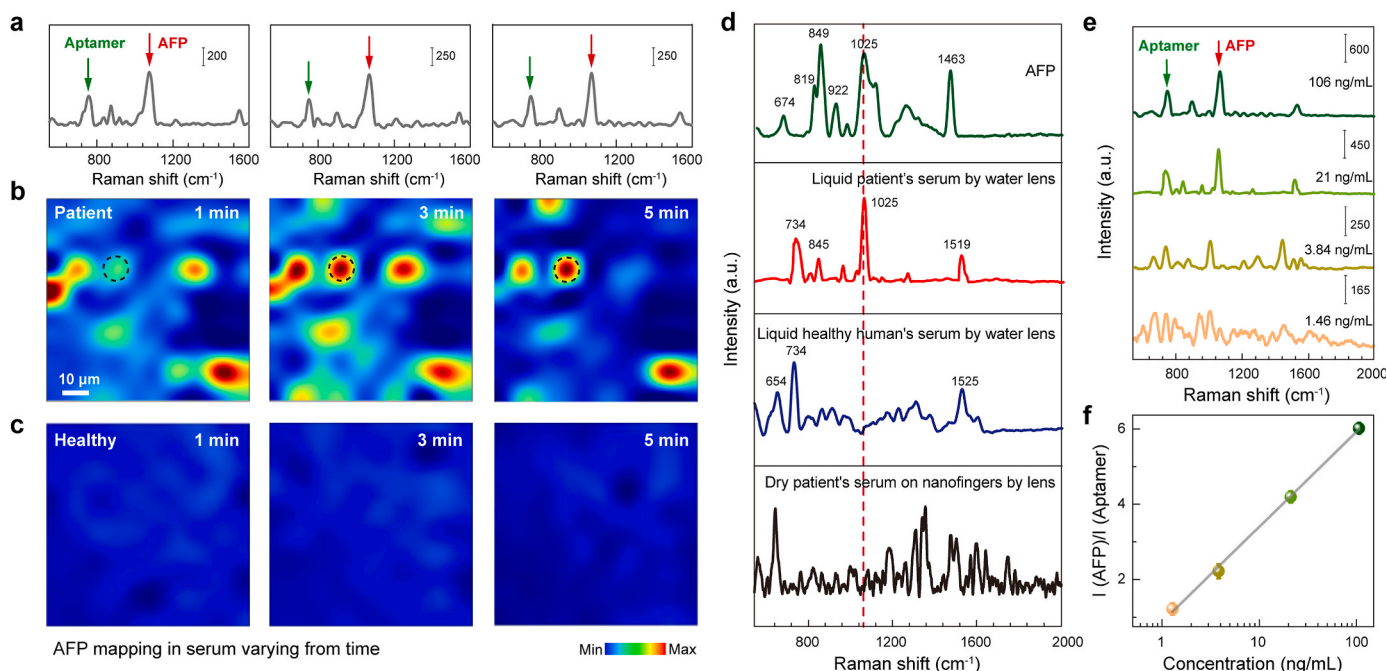 a
Aptamer
AFP
200
250
250
800 1200 1600
800 1200 1600
800 1200 1600
Raman shift (cm⁻¹)
Raman shift (cm⁻¹)
Raman shift (cm⁻¹)
b
Patient
1 min
3 min
5 min
10 µm
c
Healthy
1 min
3 min
5 min
AFP mapping in serum varying from time
Min
Max
d
Intensity (a.u.)
849
1025
1463
819
922
674
AFP
Liquid patient's serum by water lens
1025
734
845
1519
Liquid healthy human's serum by water lens
734
654
1525
Dry patient's serum on nanofingers by lens
800 1200 1600 2000
Raman shift (cm⁻¹)
e
Intensity (a.u.)
Aptamer
AFP
600
106 ng/mL
450
21 ng/mL
250
3.84 ng/mL
165
1.46 ng/mL
800 1200 1600 2000
Raman shift (cm⁻¹)
f
I (AFP)/I (Aptamer)
6
4
2
1 10 100
Concentration (ng/mL)